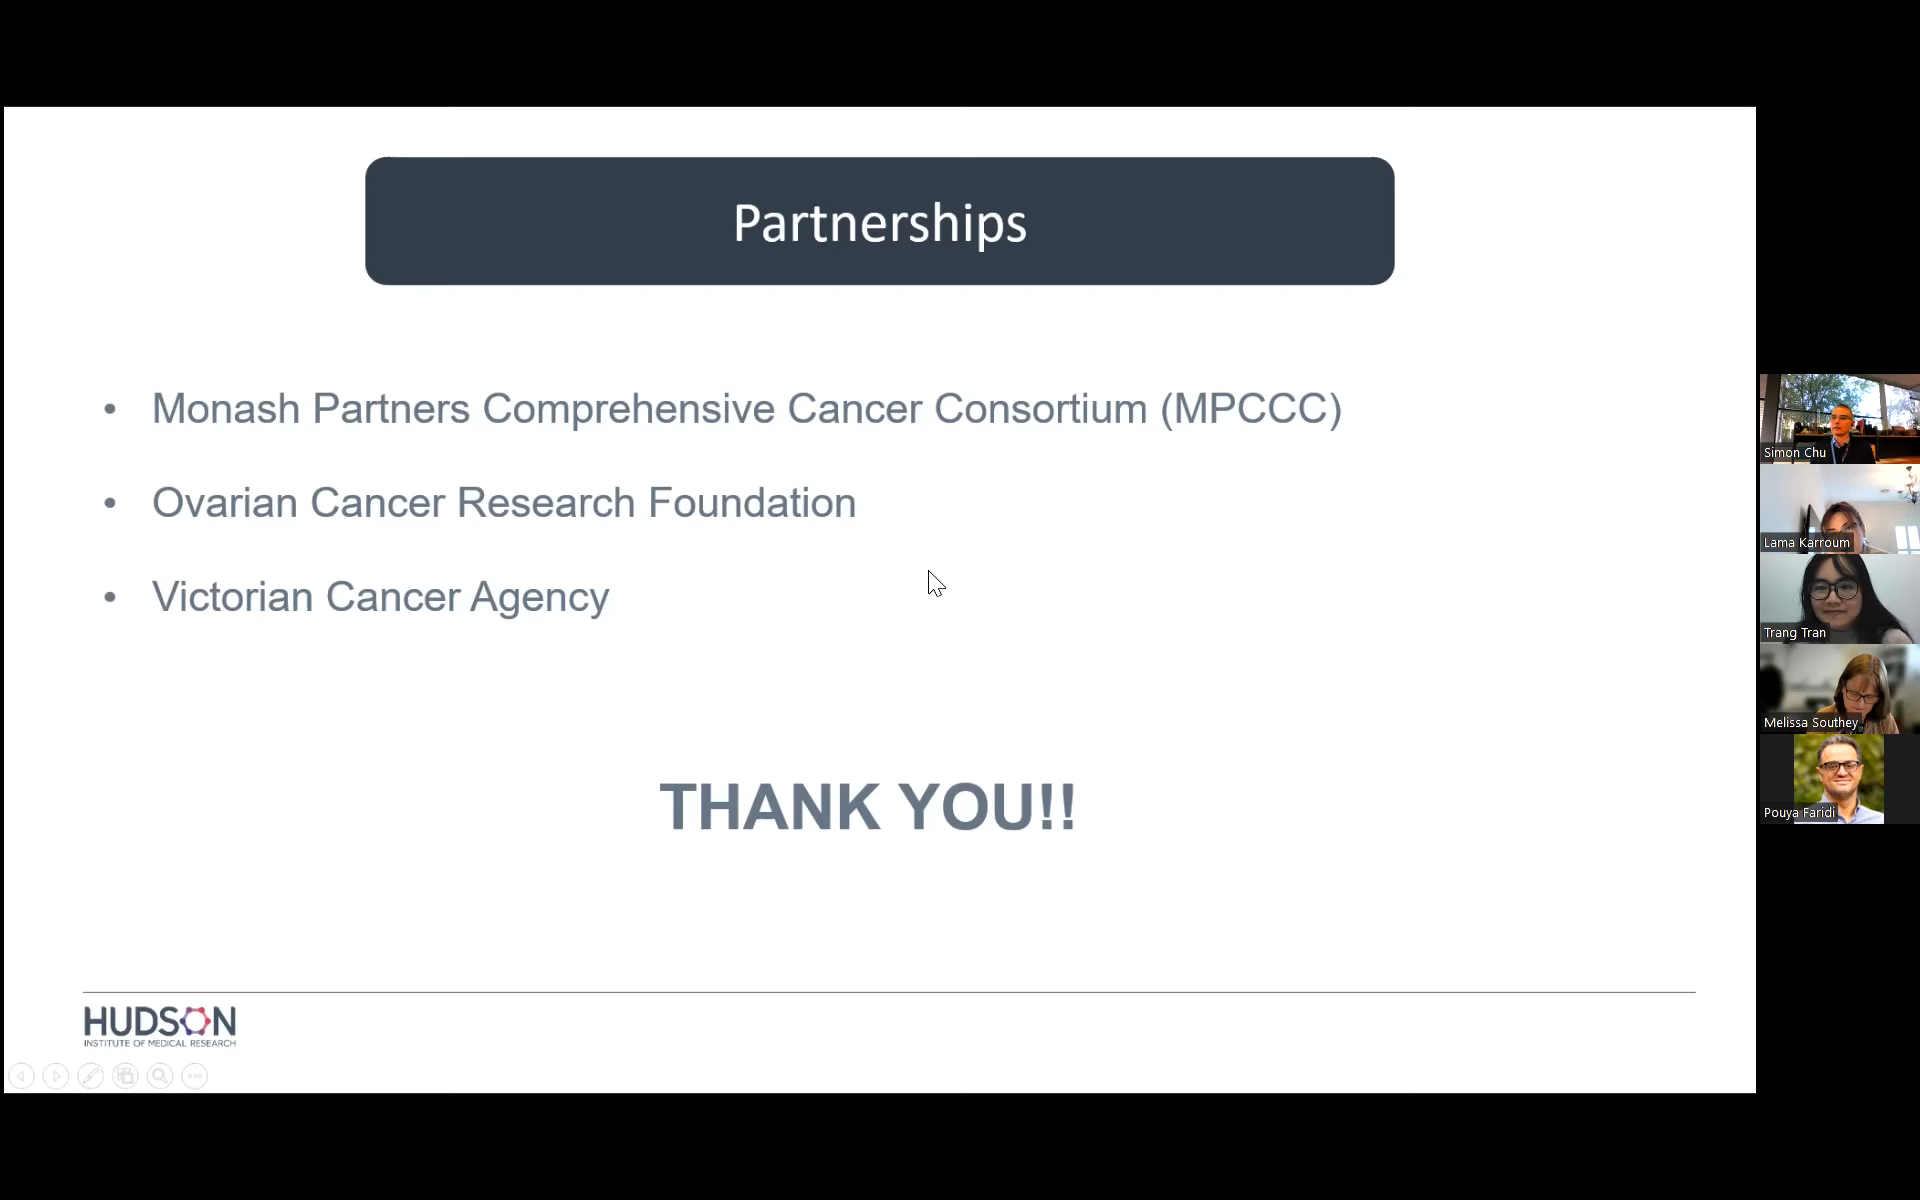 Partnerships
• Monash Partners Comprehensive Cancer Consortium (MPCCC)
• Ovarian Cancer Research Foundation
• Victorian Cancer Agency
THANK YOU!!
HUDSON
INSTITUTE OF MEDICAL RESEARCH
Simon Chu
Lama Karroum
Trang Tran
Melissa Southey
Pouya Faridi